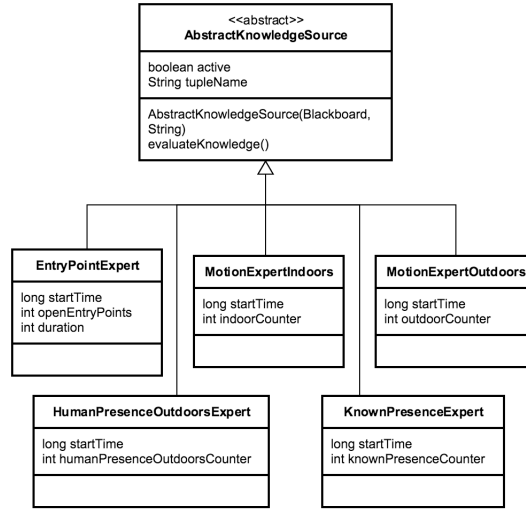 <<abstract>>
AbstractKnowledgeSource
boolean active
String tupleName
AbstractKnowledgeSource(Blackboard,
String)
evaluateKnowledge()
EntryPointExpert
long startTime
int openEntryPoints
int duration
MotionExpertIndoors
long startTime
int indoorCounter
MotionExpertOutdoors
long startTime
int outdoorCounter
HumanPresenceOutdoorsExpert
long startTime
int humanPresenceOutdoorsCounter
KnownPresenceExpert
long startTime
int knownPresenceCounter